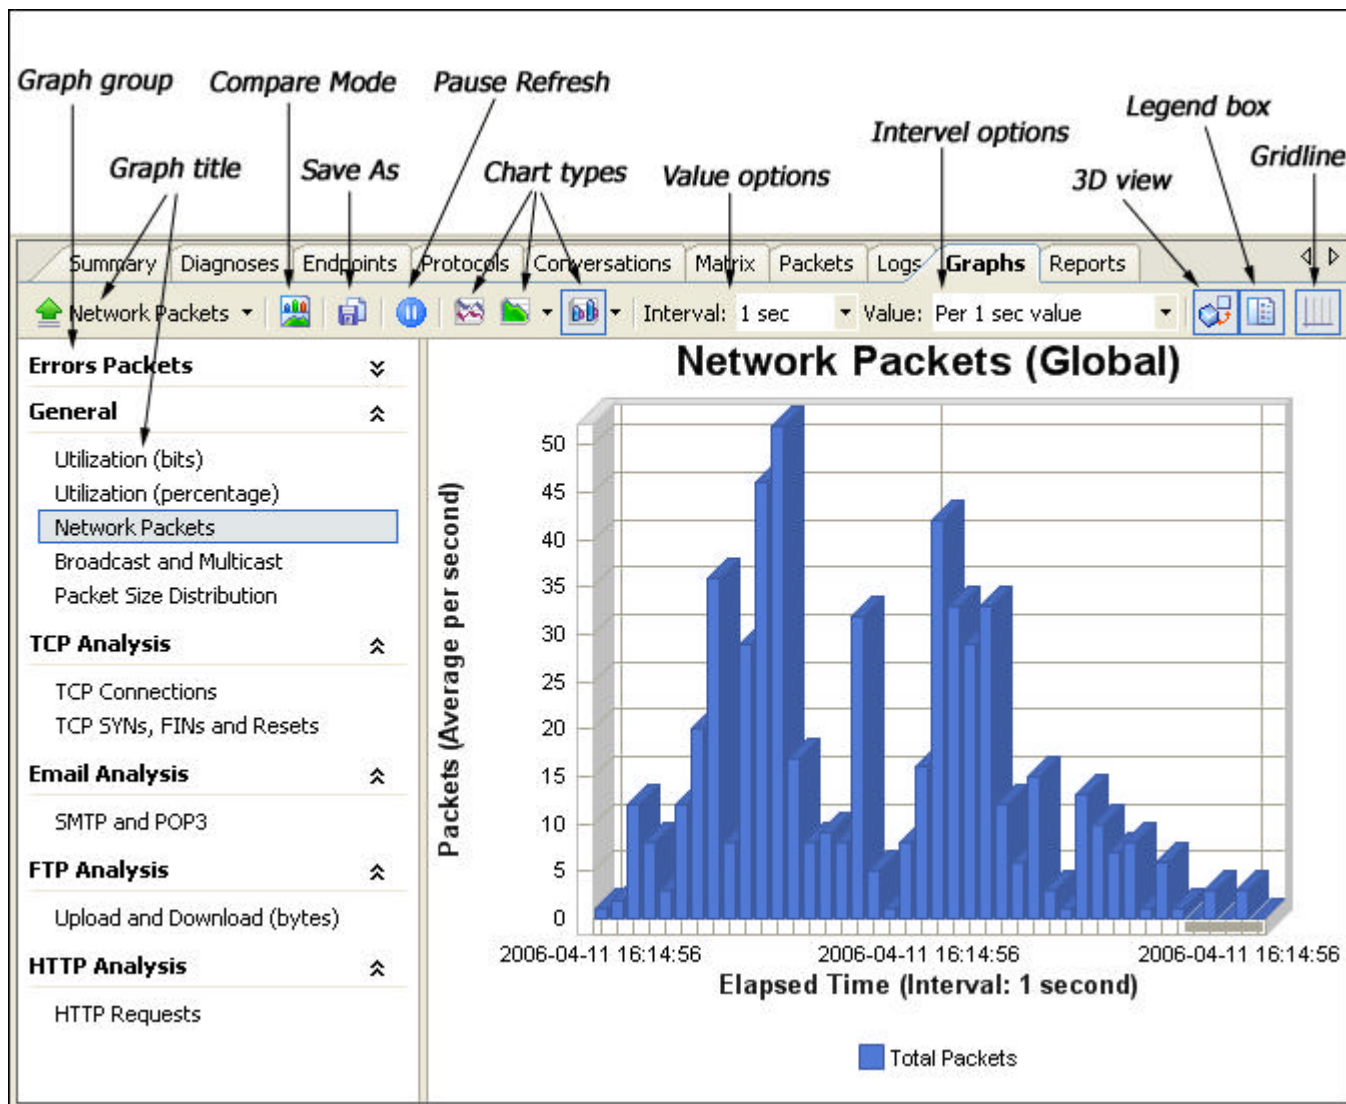 Graph group
Compare Mode
Pause Refresh
Legend box
Intervel options
Gridline
Graph title
Save As
Chart types
Value options
3D view
Summary Diagnoses Endpoints Protocols Conversations Matrix Packets Logs Graphs Reports
Network Packets Interval: 1 sec Value: Per 1 sec value
Errors Packets
General
Utilization (bits)
Utilization (percentage)
Network Packets
Broadcast and Multicast
Packet Size Distribution
TCP Analysis
TCP Connections
TCP SYNs, FINs and Resets
Email Analysis
SMTP and POP3
FTP Analysis
Upload and Download (bytes)
HTTP Analysis
HTTP Requests
Network Packets (Global)
Packets (Average per second)
50
45
40
35
30
25
20
15
10
5
0
2006-04-11 16:14:56 2006-04-11 16:14:56 2006-04-11 16:14:56
Elapsed Time (Interval: 1 second)
Total Packets